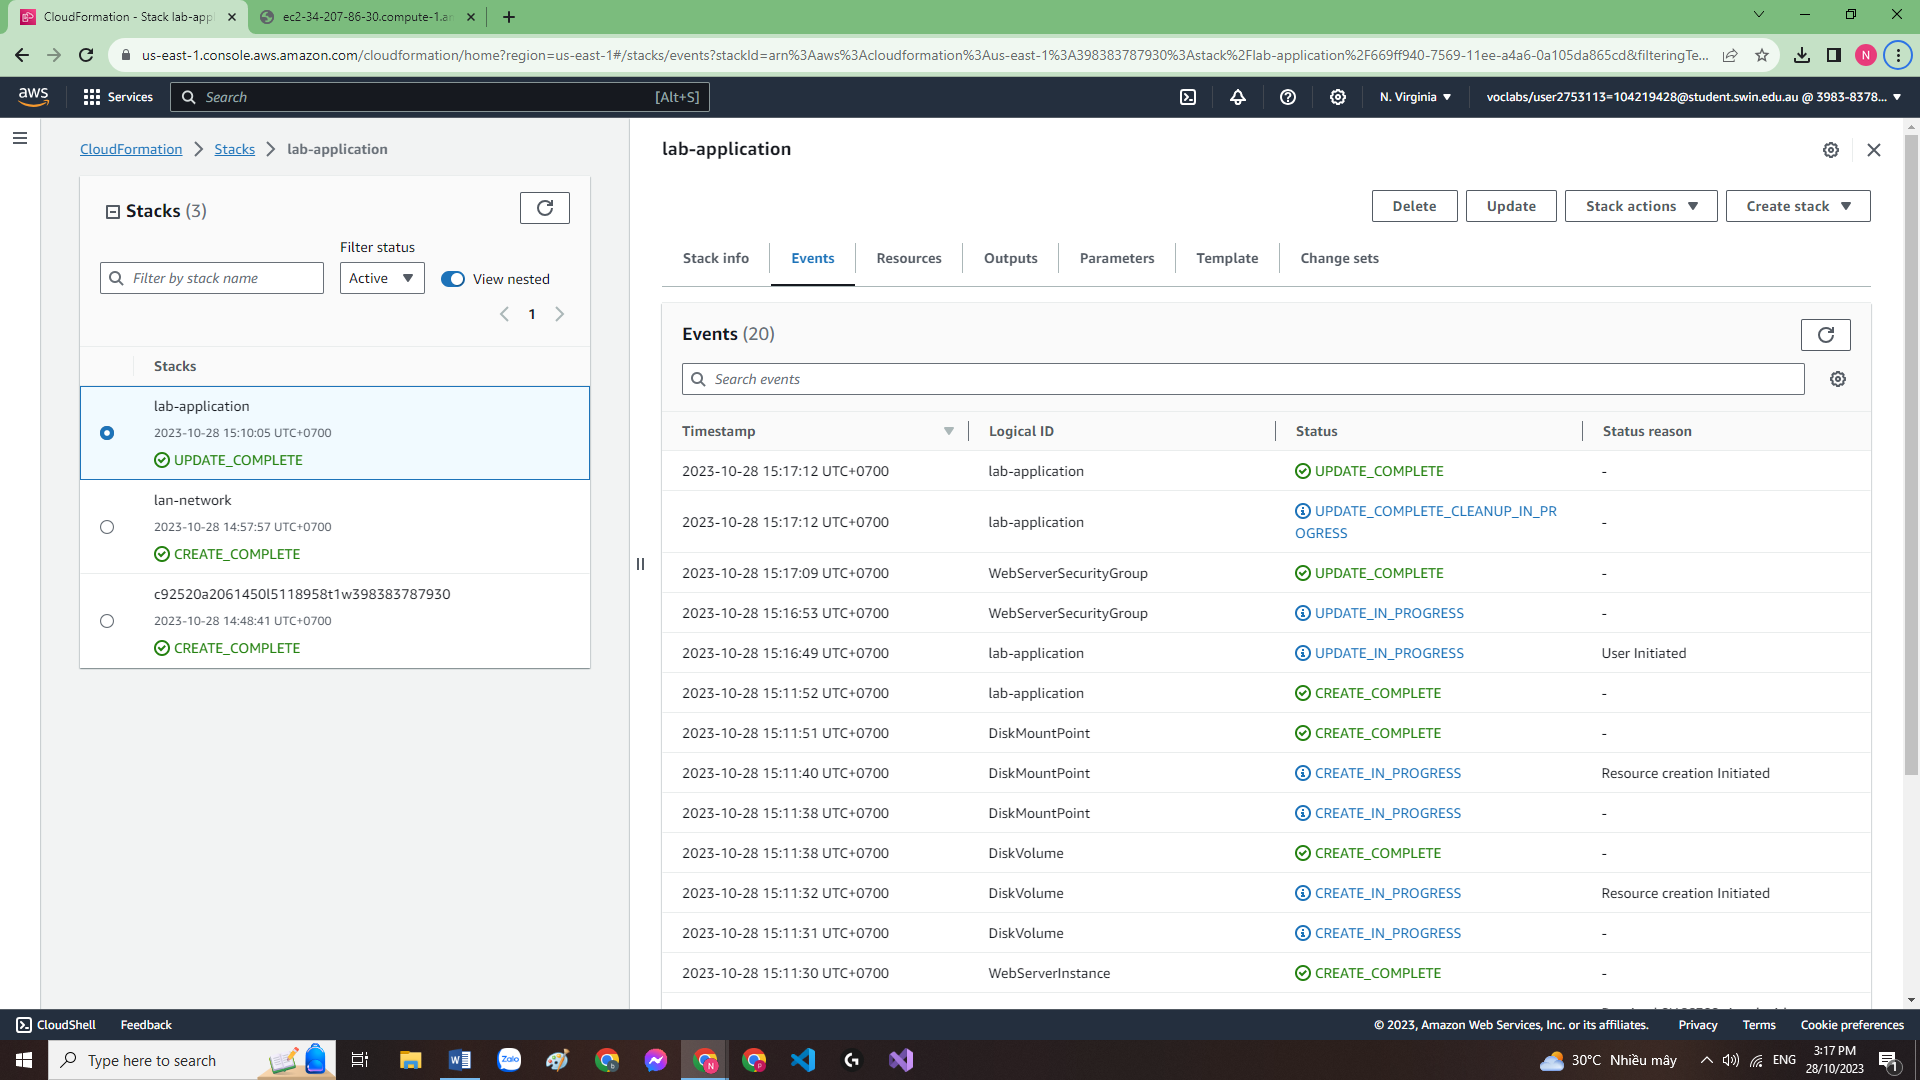 CloudFormation - Stack lab-appl
ec2-34-207-86-30.compute-1.am
us-east-1.console.aws.amazon.com/cloudformation/home?region=us-east-1#/stacks/events?stackId=arn%3Aaws%3Acloudformation%3Aus-east-1%3A398383787930%3Astack%2Flab-application%2F669ff940-7569-11ee-a4a6-0a105da865cd&filteringTe...
N
aws
Services
Search
[Alt+S]
N. Virginia
voclabs/user2753113=104219428@student.swin.edu.au @ 3983-8378...
CloudFormation
Stacks
lab-application
Stacks (3)
Filter status
Filter by stack name
Active
View nested
1
Stacks
lab-application
2023-10-28 15:10:05 UTC+0700
UPDATE_COMPLETE
lan-network
2023-10-28 14:57:57 UTC+0700
CREATE_COMPLETE
c92520a2061450l5118958t1w398383787930
2023-10-28 14:48:41 UTC+0700
CREATE_COMPLETE
lab-application
Delete
Update
Stack actions
Create stack
Stack info
Events
Resources
Outputs
Parameters
Template
Change sets
Events (20)
Search events
Timestamp Logical ID Status Status reason
2023-10-28 15:17:12 UTC+0700 lab-application UPDATE_COMPLETE -
2023-10-28 15:17:12 UTC+0700 lab-application UPDATE_COMPLETE_CLEANUP_IN_PR -
OGRESS
2023-10-28 15:17:09 UTC+0700 WebServerSecurityGroup UPDATE_COMPLETE -
2023-10-28 15:16:53 UTC+0700 WebServerSecurityGroup UPDATE_IN_PROGRESS -
2023-10-28 15:16:49 UTC+0700 lab-application UPDATE_IN_PROGRESS User Initiated
2023-10-28 15:11:52 UTC+0700 lab-application CREATE_COMPLETE -
2023-10-28 15:11:51 UTC+0700 DiskMountPoint CREATE_COMPLETE -
2023-10-28 15:11:40 UTC+0700 DiskMountPoint CREATE_IN_PROGRESS Resource creation Initiated
2023-10-28 15:11:38 UTC+0700 DiskMountPoint CREATE_IN_PROGRESS -
2023-10-28 15:11:38 UTC+0700 DiskVolume CREATE_COMPLETE -
2023-10-28 15:11:32 UTC+0700 DiskVolume CREATE_IN_PROGRESS Resource creation Initiated
2023-10-28 15:11:31 UTC+0700 DiskVolume CREATE_IN_PROGRESS -
2023-10-28 15:11:30 UTC+0700 WebServerInstance CREATE_COMPLETE -
CloudShell
Feedback
© 2023, Amazon Web Services, Inc. or its affiliates.
Privacy
Terms
Cookie preferences
Type here to search
Zalo
30°C Nhiều mây
ENG
3:17 PM
28/10/2023
1